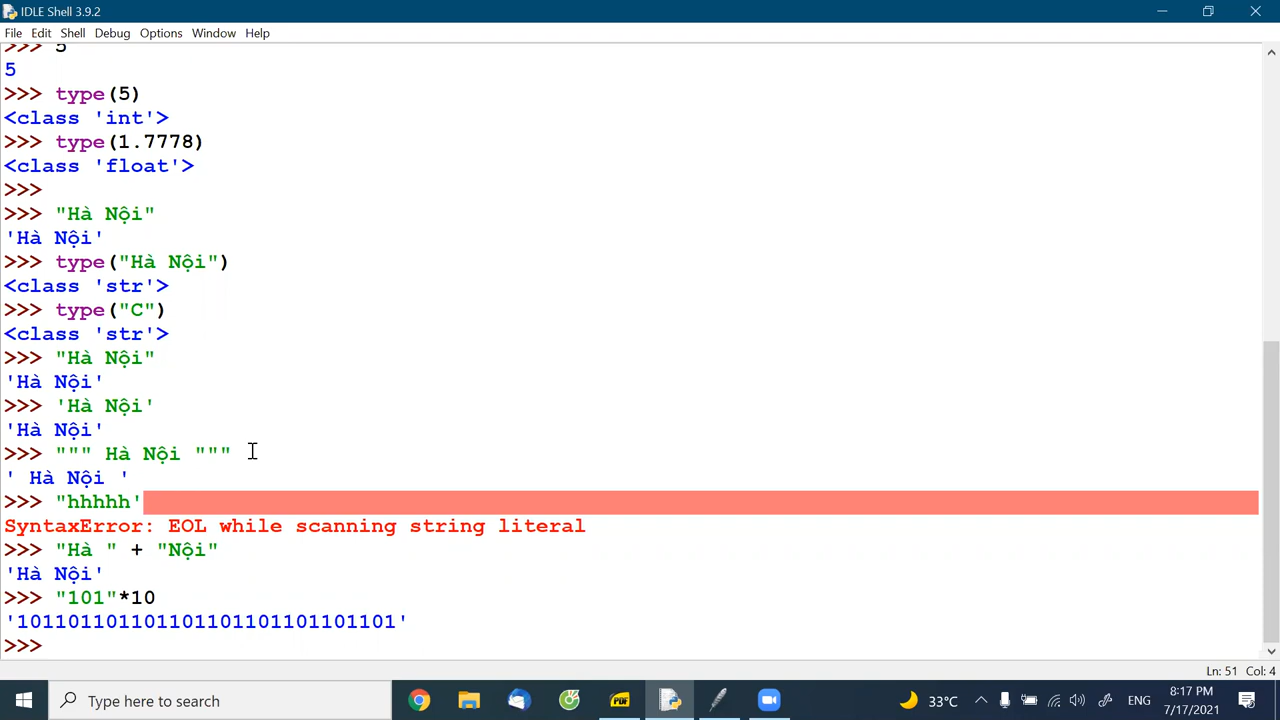 IDLE Shell 3.9.2
File Edit Shell Debug Options Window Help
>>> 5
5
>>> type(5)
<class 'int'>
>>> type(1.7778)
<class 'float'>
>>>
>>> "Hà Nội"
'Hà Nội'
>>> type("Hà Nội")
<class 'str'>
>>> type("C")
<class 'str'>
>>> "Hà Nội"
'Hà Nội'
>>> 'Hà Nội'
'Hà Nội'
>>> """ Hà Nội """
' Hà Nội '
>>> "hhhhh'
SyntaxError: EOL while scanning string literal
>>> "Hà " + "Nội"
'Hà Nội'
>>> "101"*10
'101101101101101101101101101101'
>>>
Ln: 51 Col: 4
Type here to search
PDF
33°C
ENG
8:17 PM
7/17/2021